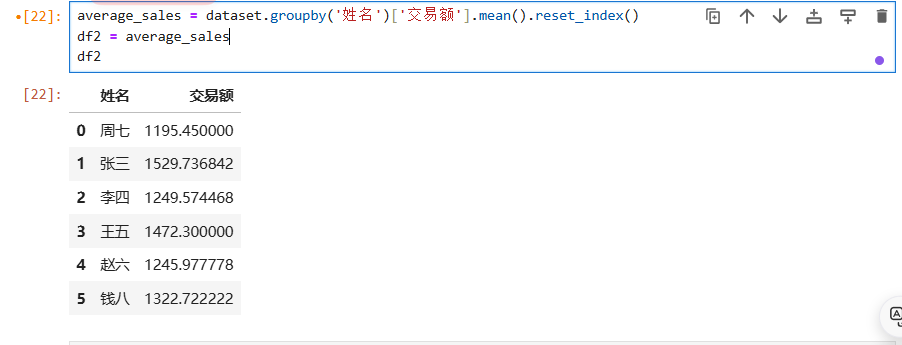 [22]:
average_sales = dataset.groupby('姓名')['交易额'].mean().reset_index()
df2 = average_sales
df2
[22]:
姓名 交易额
0 周七 1195.450000
1 张三 1529.736842
2 李四 1249.574468
3 王五 1472.300000
4 赵六 1245.977778
5 钱八 1322.722222